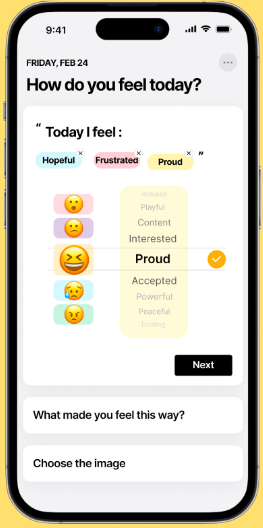 9:41
FRIDAY, FEB 24
How do you feel today?
“ Today I feel :
Hopeful × Frustrated × Proud × ”
Aroused
Playful
Content
Interested
Proud
Accepted
Powerful
Peaceful
Trusting
Next
What made you feel this way?
Choose the image